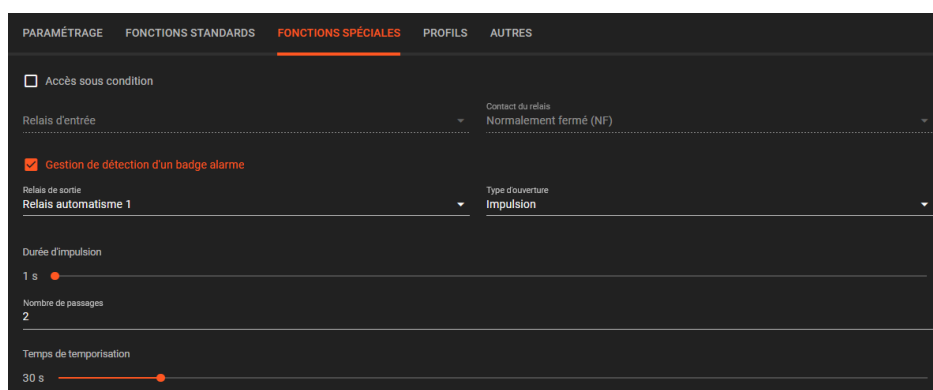 PARAMÉTRAGE FONCTIONS STANDARDS FONCTIONS SPÉCIALES PROFILS AUTRES
Accès sous condition
Contact du relais
Relais d'entrée Normalement fermé (NF)
Gestion de détection d'un badge alarme
Relais de sortie Type d'ouverture
Relais automatisme 1 Impulsion
Durée d'impulsion
1 s
Nombre de passages
2
Temps de temporisation
30 s